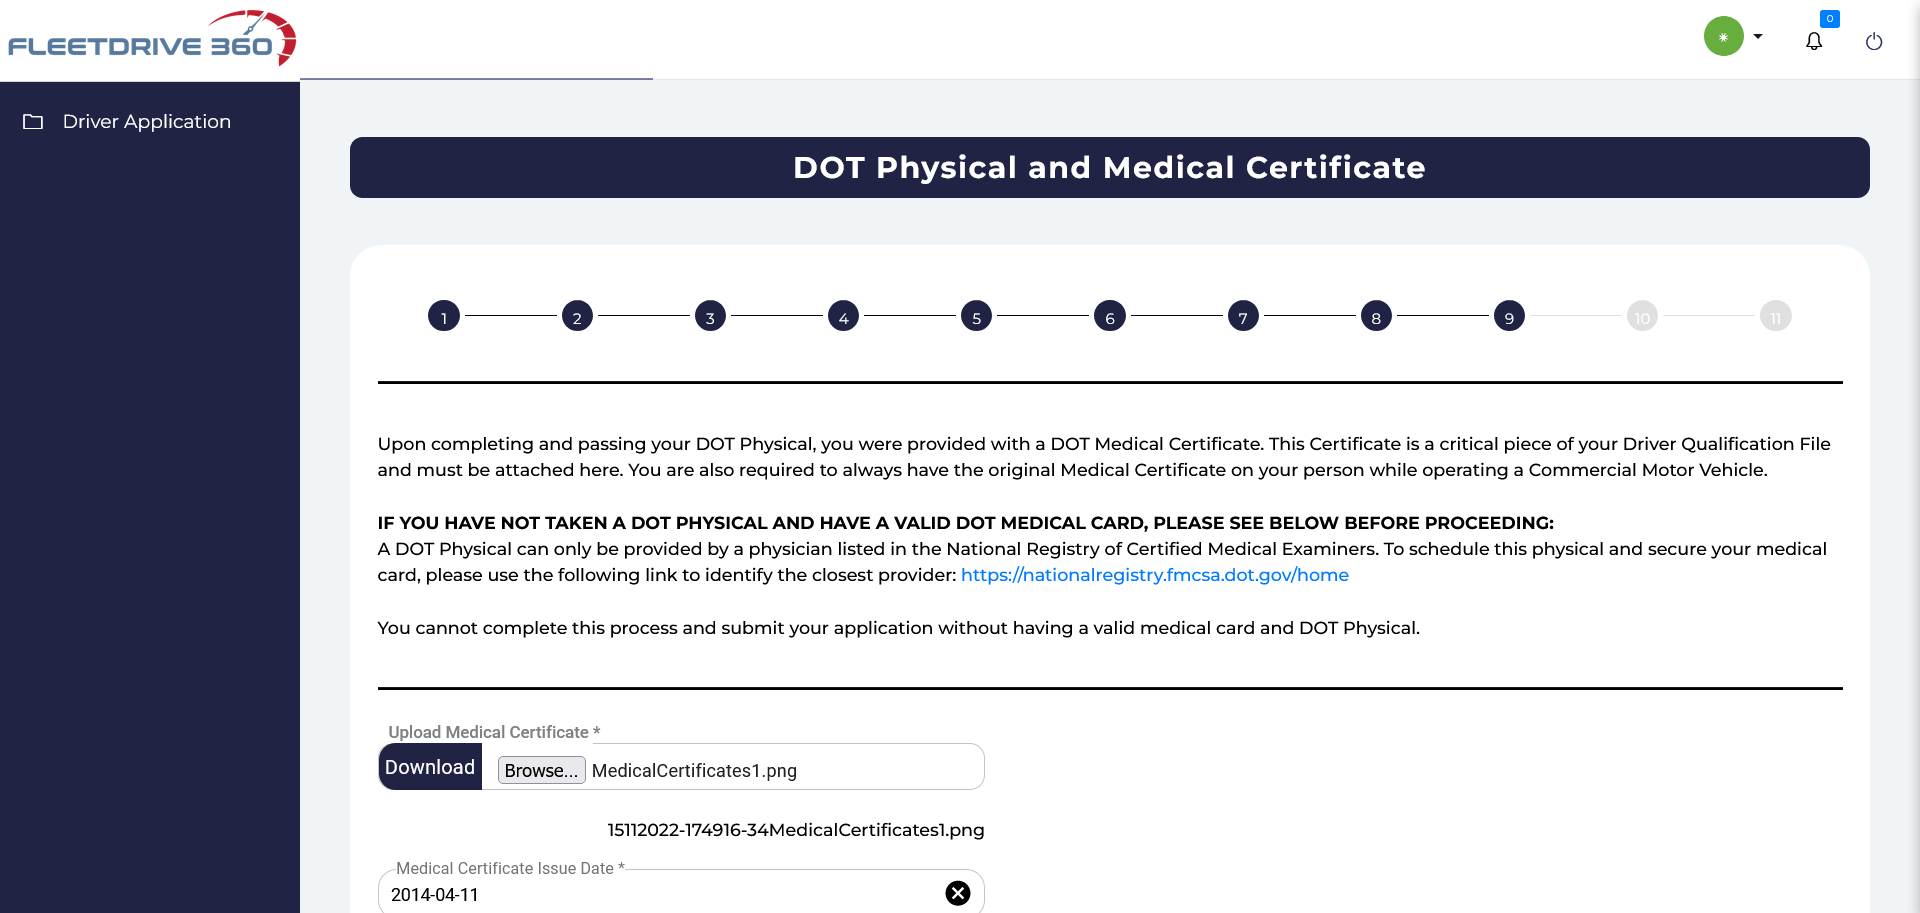 FLEETDRIVE 360
0
Driver Application
DOT Physical and Medical Certificate
1 2 3 4 5 6 7 8 9 10 11
Upon completing and passing your DOT Physical, you were provided with a DOT Medical Certificate. This Certificate is a critical piece of your Driver Qualification File
and must be attached here. You are also required to always have the original Medical Certificate on your person while operating a Commercial Motor Vehicle.
IF YOU HAVE NOT TAKEN A DOT PHYSICAL AND HAVE A VALID DOT MEDICAL CARD, PLEASE SEE BELOW BEFORE PROCEEDING:
A DOT Physical can only be provided by a physician listed in the National Registry of Certified Medical Examiners. To schedule this physical and secure your medical
card, please use the following link to identify the closest provider: https://nationalregistry.fmcsa.dot.gov/home
You cannot complete this process and submit your application without having a valid medical card and DOT Physical.
Upload Medical Certificate *
Download Browse... MedicalCertificates1.png
15112022-174916-34MedicalCertificates1.png
Medical Certificate Issue Date *
2014-04-11